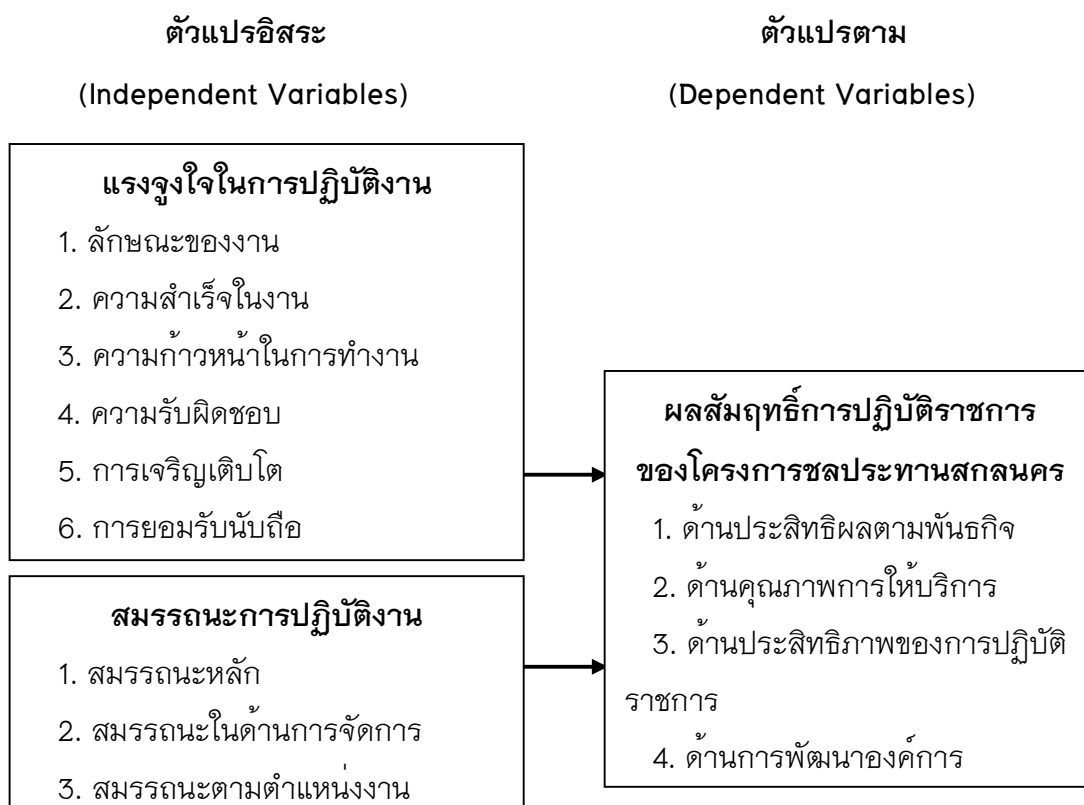 ตัวแปรอิสระ
(Independent Variables)
ตัวแปรตาม
(Dependent Variables)
แรงจูงใจในการปฏิบัติงาน
1. ลักษณะของงาน
2. ความสำเร็จในงาน
3. ความก้าวหน้าในการทำงาน
4. ความรับผิดชอบ
5. การเจริญเติบโต
6. การยอมรับนับถือ
สมรรถนะการปฏิบัติงาน
1. สมรรถนะหลัก
2. สมรรถนะในด้านการจัดการ
3. สมรรถนะตามตำแหน่งงาน
ผลสัมฤทธิ์การปฏิบัติราชการ
ของโครงการชลประทานสกลนคร
1. ด้านประสิทธิผลตามพันธกิจ
2. ด้านคุณภาพการให้บริการ
3. ด้านประสิทธิภาพของการปฏิบัติ
ราชการ
4. ด้านการพัฒนาองค์การ